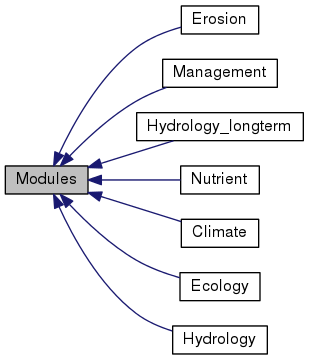 Erosion
Management
Hydrology_longterm
Modules
Nutrient
Climate
Ecology
Hydrology